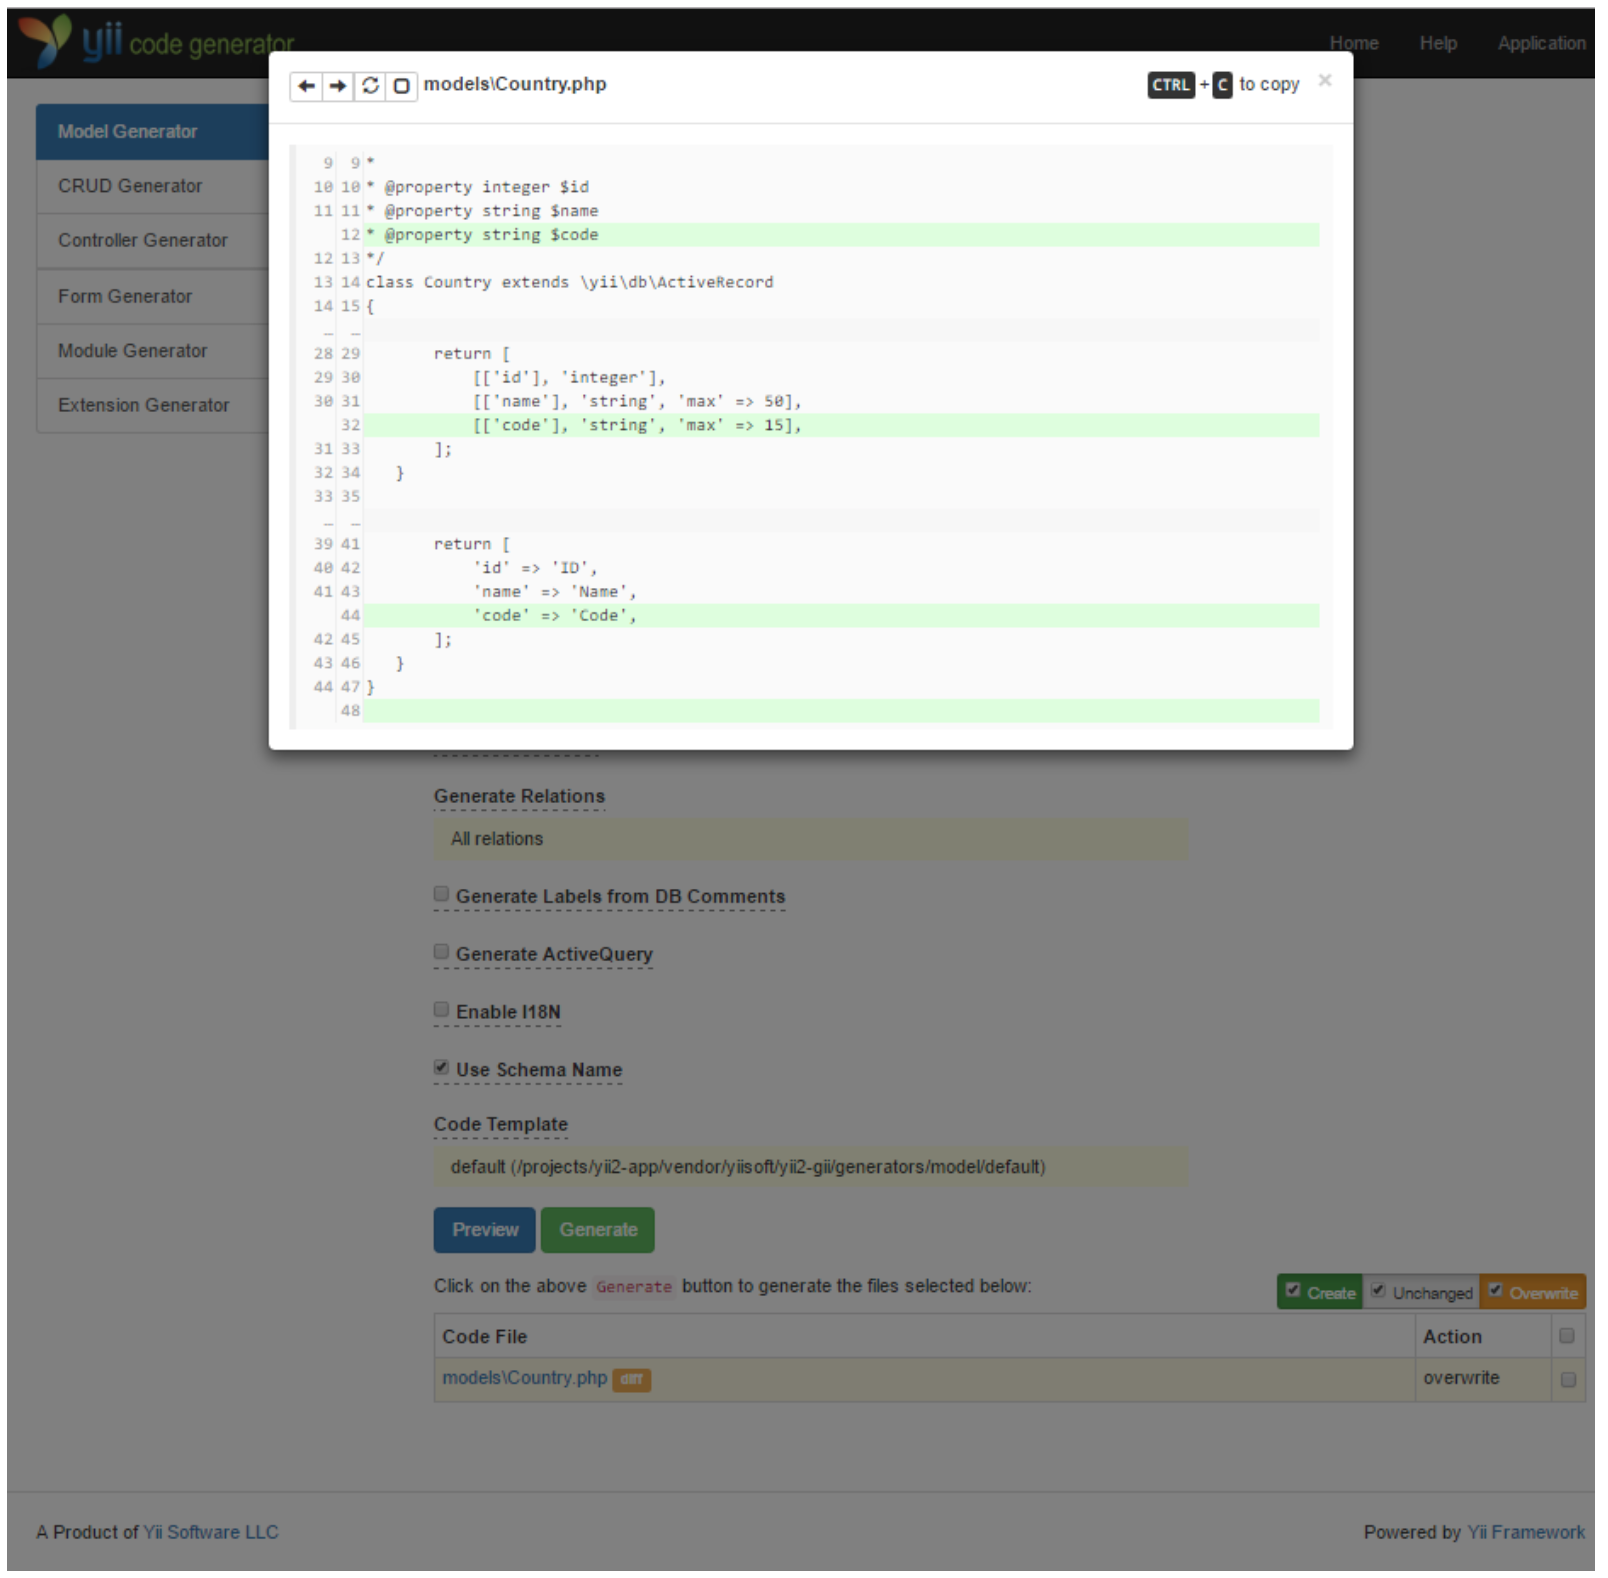 yii code generator
Home Help Application
models\Country.php
CTRL + C to copy ×
Model Generator
CRUD Generator
Controller Generator
Form Generator
Module Generator
Extension Generator
9 9 *
10 10 * @property integer $id
11 11 * @property string $name
12 * @property string $code
12 13 */
13 14 class Country extends \yii\db\ActiveRecord
14 15 {
… …
28 29 return [
29 30 [['id'], 'integer'],
30 31 [['name'], 'string', 'max' => 50],
32 [['code'], 'string', 'max' => 15],
31 33 ];
32 34 }
33 35
… …
39 41 return [
40 42 'id' => 'ID',
41 43 'name' => 'Name',
44 'code' => 'Code',
42 45 ];
43 46 }
44 47 }
48
Generate Relations
All relations
Generate Labels from DB Comments
Generate ActiveQuery
Enable I18N
Use Schema Name
Code Template
default (/projects/yii2-app/vendor/yiisoft/yii2-gii/generators/model/default)
Preview Generate
Click on the above Generate button to generate the files selected below:
Create Unchanged Overwrite
Code File Action
models\Country.php diff overwrite
A Product of Yii Software LLC
Powered by Yii Framework